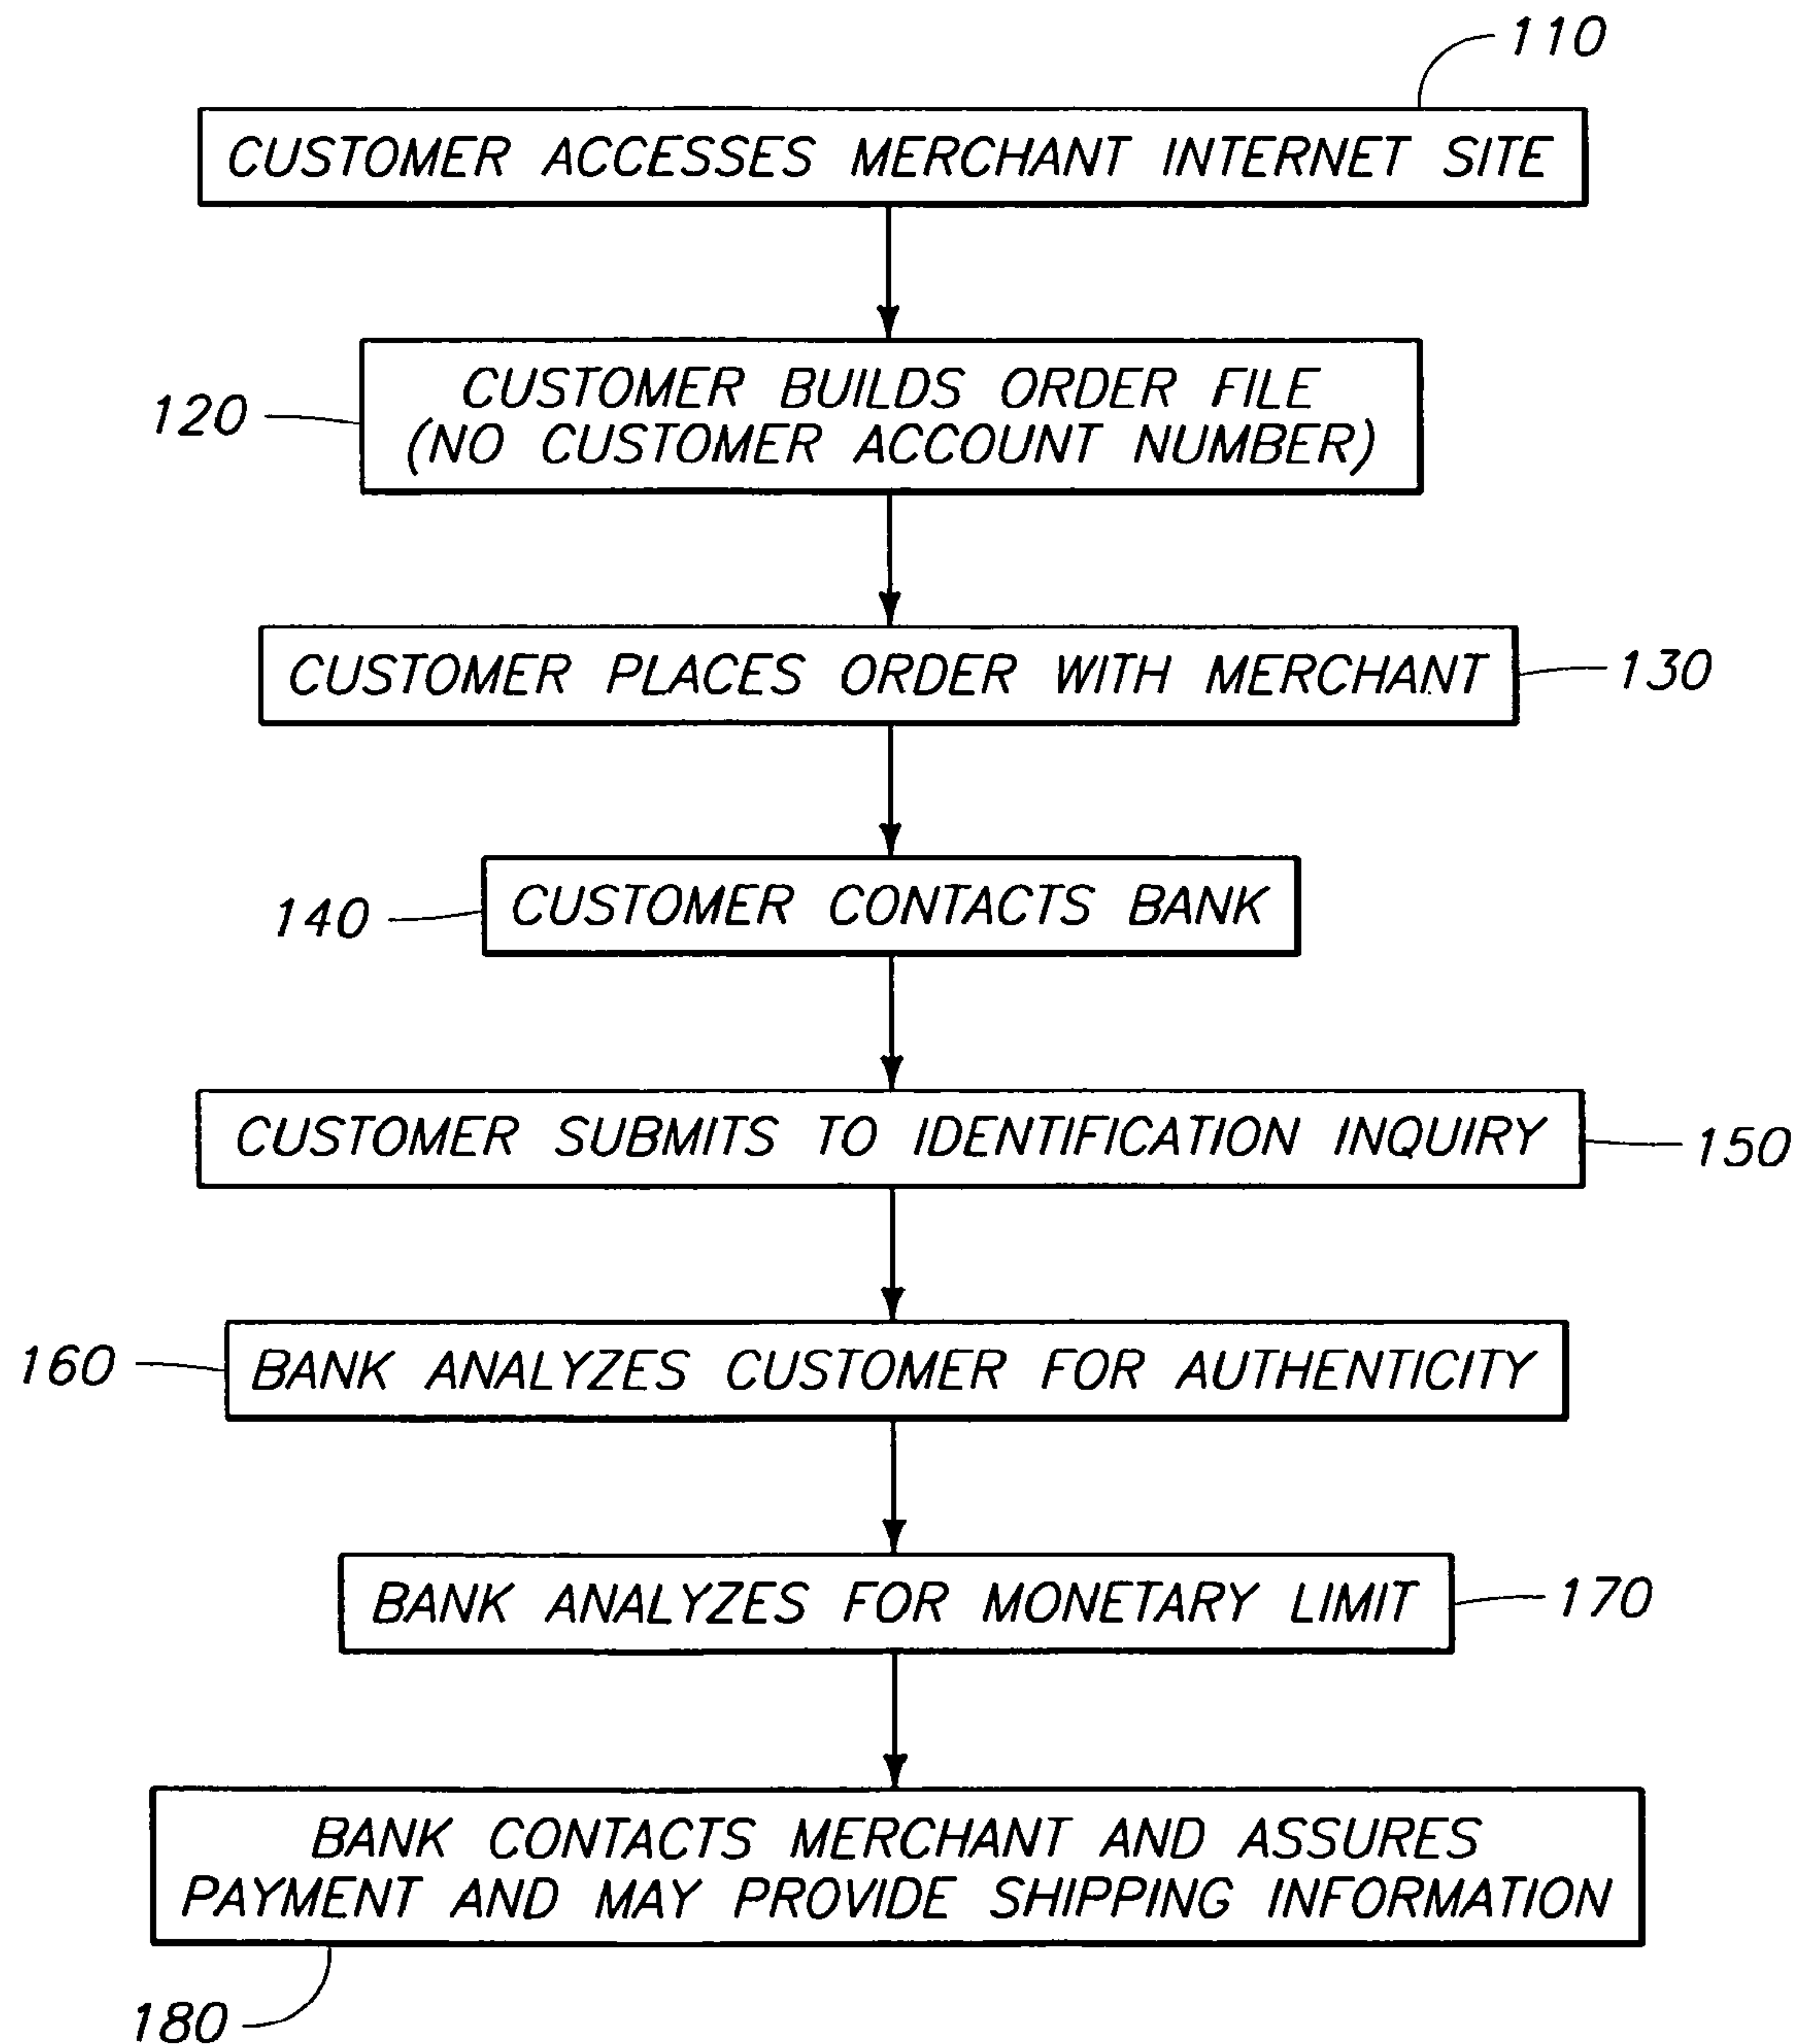 110
CUSTOMER ACCESSES MERCHANT INTERNET SITE
120
CUSTOMER BUILDS ORDER FILE
(NO CUSTOMER ACCOUNT NUMBER)
CUSTOMER PLACES ORDER WITH MERCHANT
130
140
CUSTOMER CONTACTS BANK
CUSTOMER SUBMITS TO IDENTIFICATION INQUIRY
150
160
BANK ANALYZES CUSTOMER FOR AUTHENTICITY
BANK ANALYZES FOR MONETARY LIMIT
170
BANK CONTACTS MERCHANT AND ASSURES
PAYMENT AND MAY PROVIDE SHIPPING INFORMATION
180